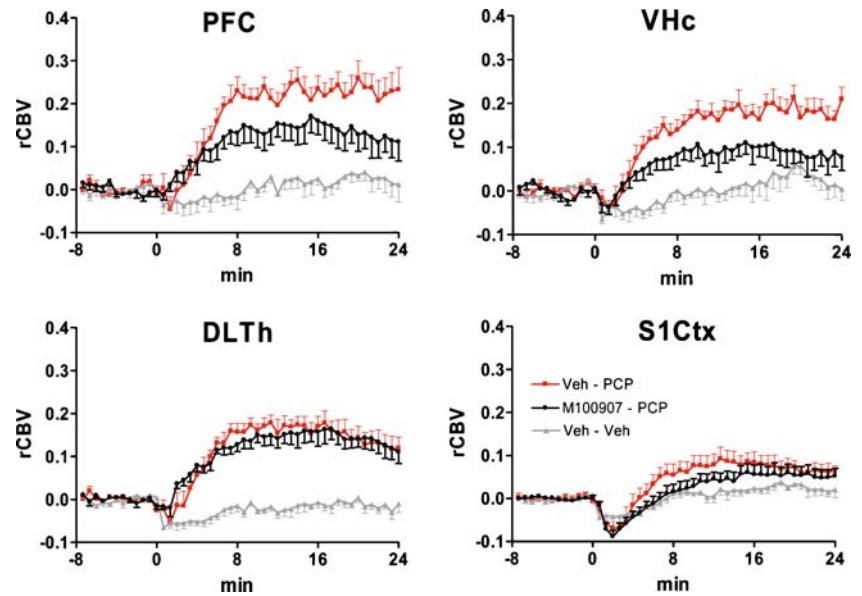 PFC
0.4
0.3
0.2
0.1
0.0
-0.1
rCBV
-8 0 8 16 24
min
VHc
0.4
0.3
0.2
0.1
0.0
-0.1
rCBV
-8 0 8 16 24
min
DLTh
0.4
0.3
0.2
0.1
0.0
-0.1
rCBV
-8 0 8 16 24
min
S1Ctx
0.4
0.3
0.2
0.1
0.0
-0.1
rCBV
Veh - PCP
M100907 - PCP
Veh - Veh
-8 0 8 16 24
min